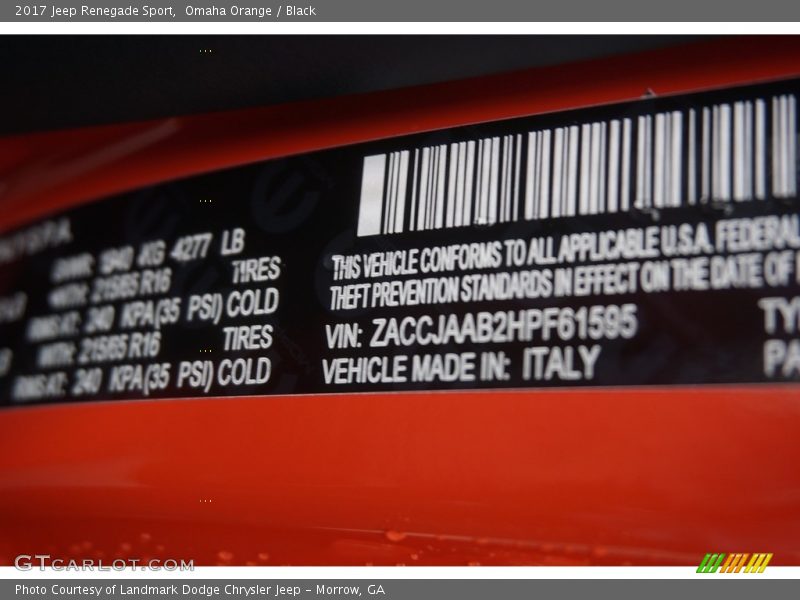 2017 Jeep Renegade Sport,  Omaha Orange / Black
1940 KG 4277 LB
215/65 R16 TIRES
240 KPA(35 PSI) COLD
215/65 R16 TIRES
240 KPA(35 PSI) COLD
THIS VEHICLE CONFORMS TO ALL APPLICABLE U.S.A. FEDERAL
THEFT PREVENTION STANDARDS IN EFFECT ON THE DATE OF
VIN: ZACCJAAB2HPF61595
VEHICLE MADE IN: ITALY
GTCARLOT.COM
Photo Courtesy of Landmark Dodge Chrysler Jeep – Morrow, GA